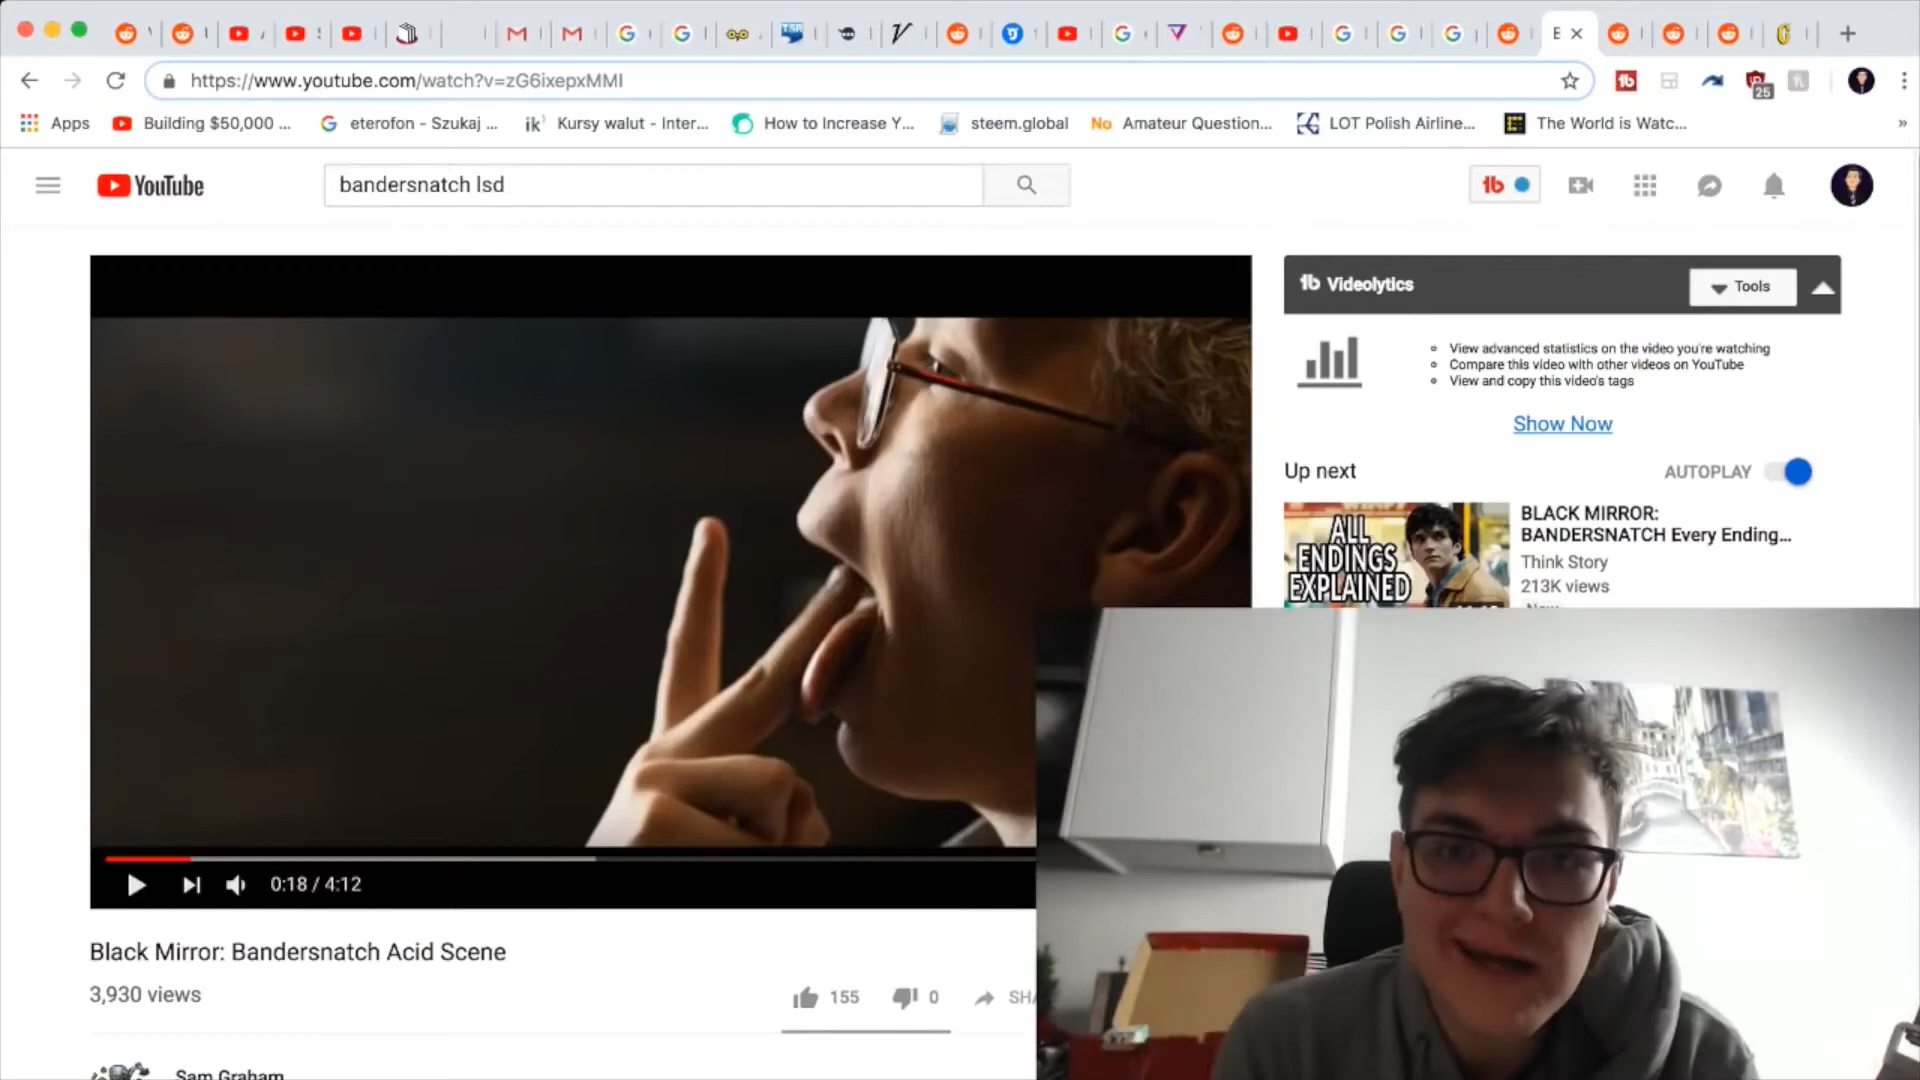 https://www.youtube.com/watch?v=zG6ixepxMMI
25
Apps
Building $50,000 ...
eterofon - Szukaj ...
ik
Kursy walut - Inter...
How to Increase Y...
steem.global
No
Amateur Question...
LOT Polish Airline...
The World is Watc...
YouTube
bandersnatch lsd
Videolytics
Tools
View advanced statistics on the video you're watching
Compare this video with other videos on YouTube
View and copy this video's tags
Show Now
Up next
AUTOPLAY
ALL
ENDINGS
EXPLAINED
BLACK MIRROR:
BANDERSNATCH Every Ending...
Think Story
213K views
0:18 / 4:12
Black Mirror: Bandersnatch Acid Scene
3,930 views
155
0
Sam Graham